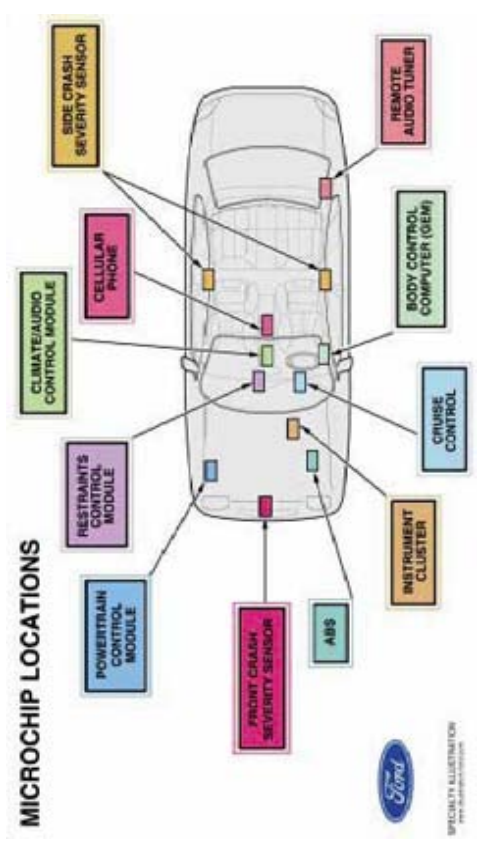 MICROCHIP LOCATIONS
POWERTRAIN
CONTROL
MODULE
RESTRAINTS
CONTROL
MODULE
CLIMATE/AUDIO
CONTROL MODULE
CELLULAR
PHONE
SIDE CRASH
SEVERITY SENSOR
FRONT CRASH
SEVERITY SENSOR
ABS
INSTRUMENT
CLUSTER
CRUISE
CONTROL
BODY CONTROL
COMPUTER (GEM)
REMOTE
AUDIO TUNER
Ford
SPECIALTY ILLUSTRATION